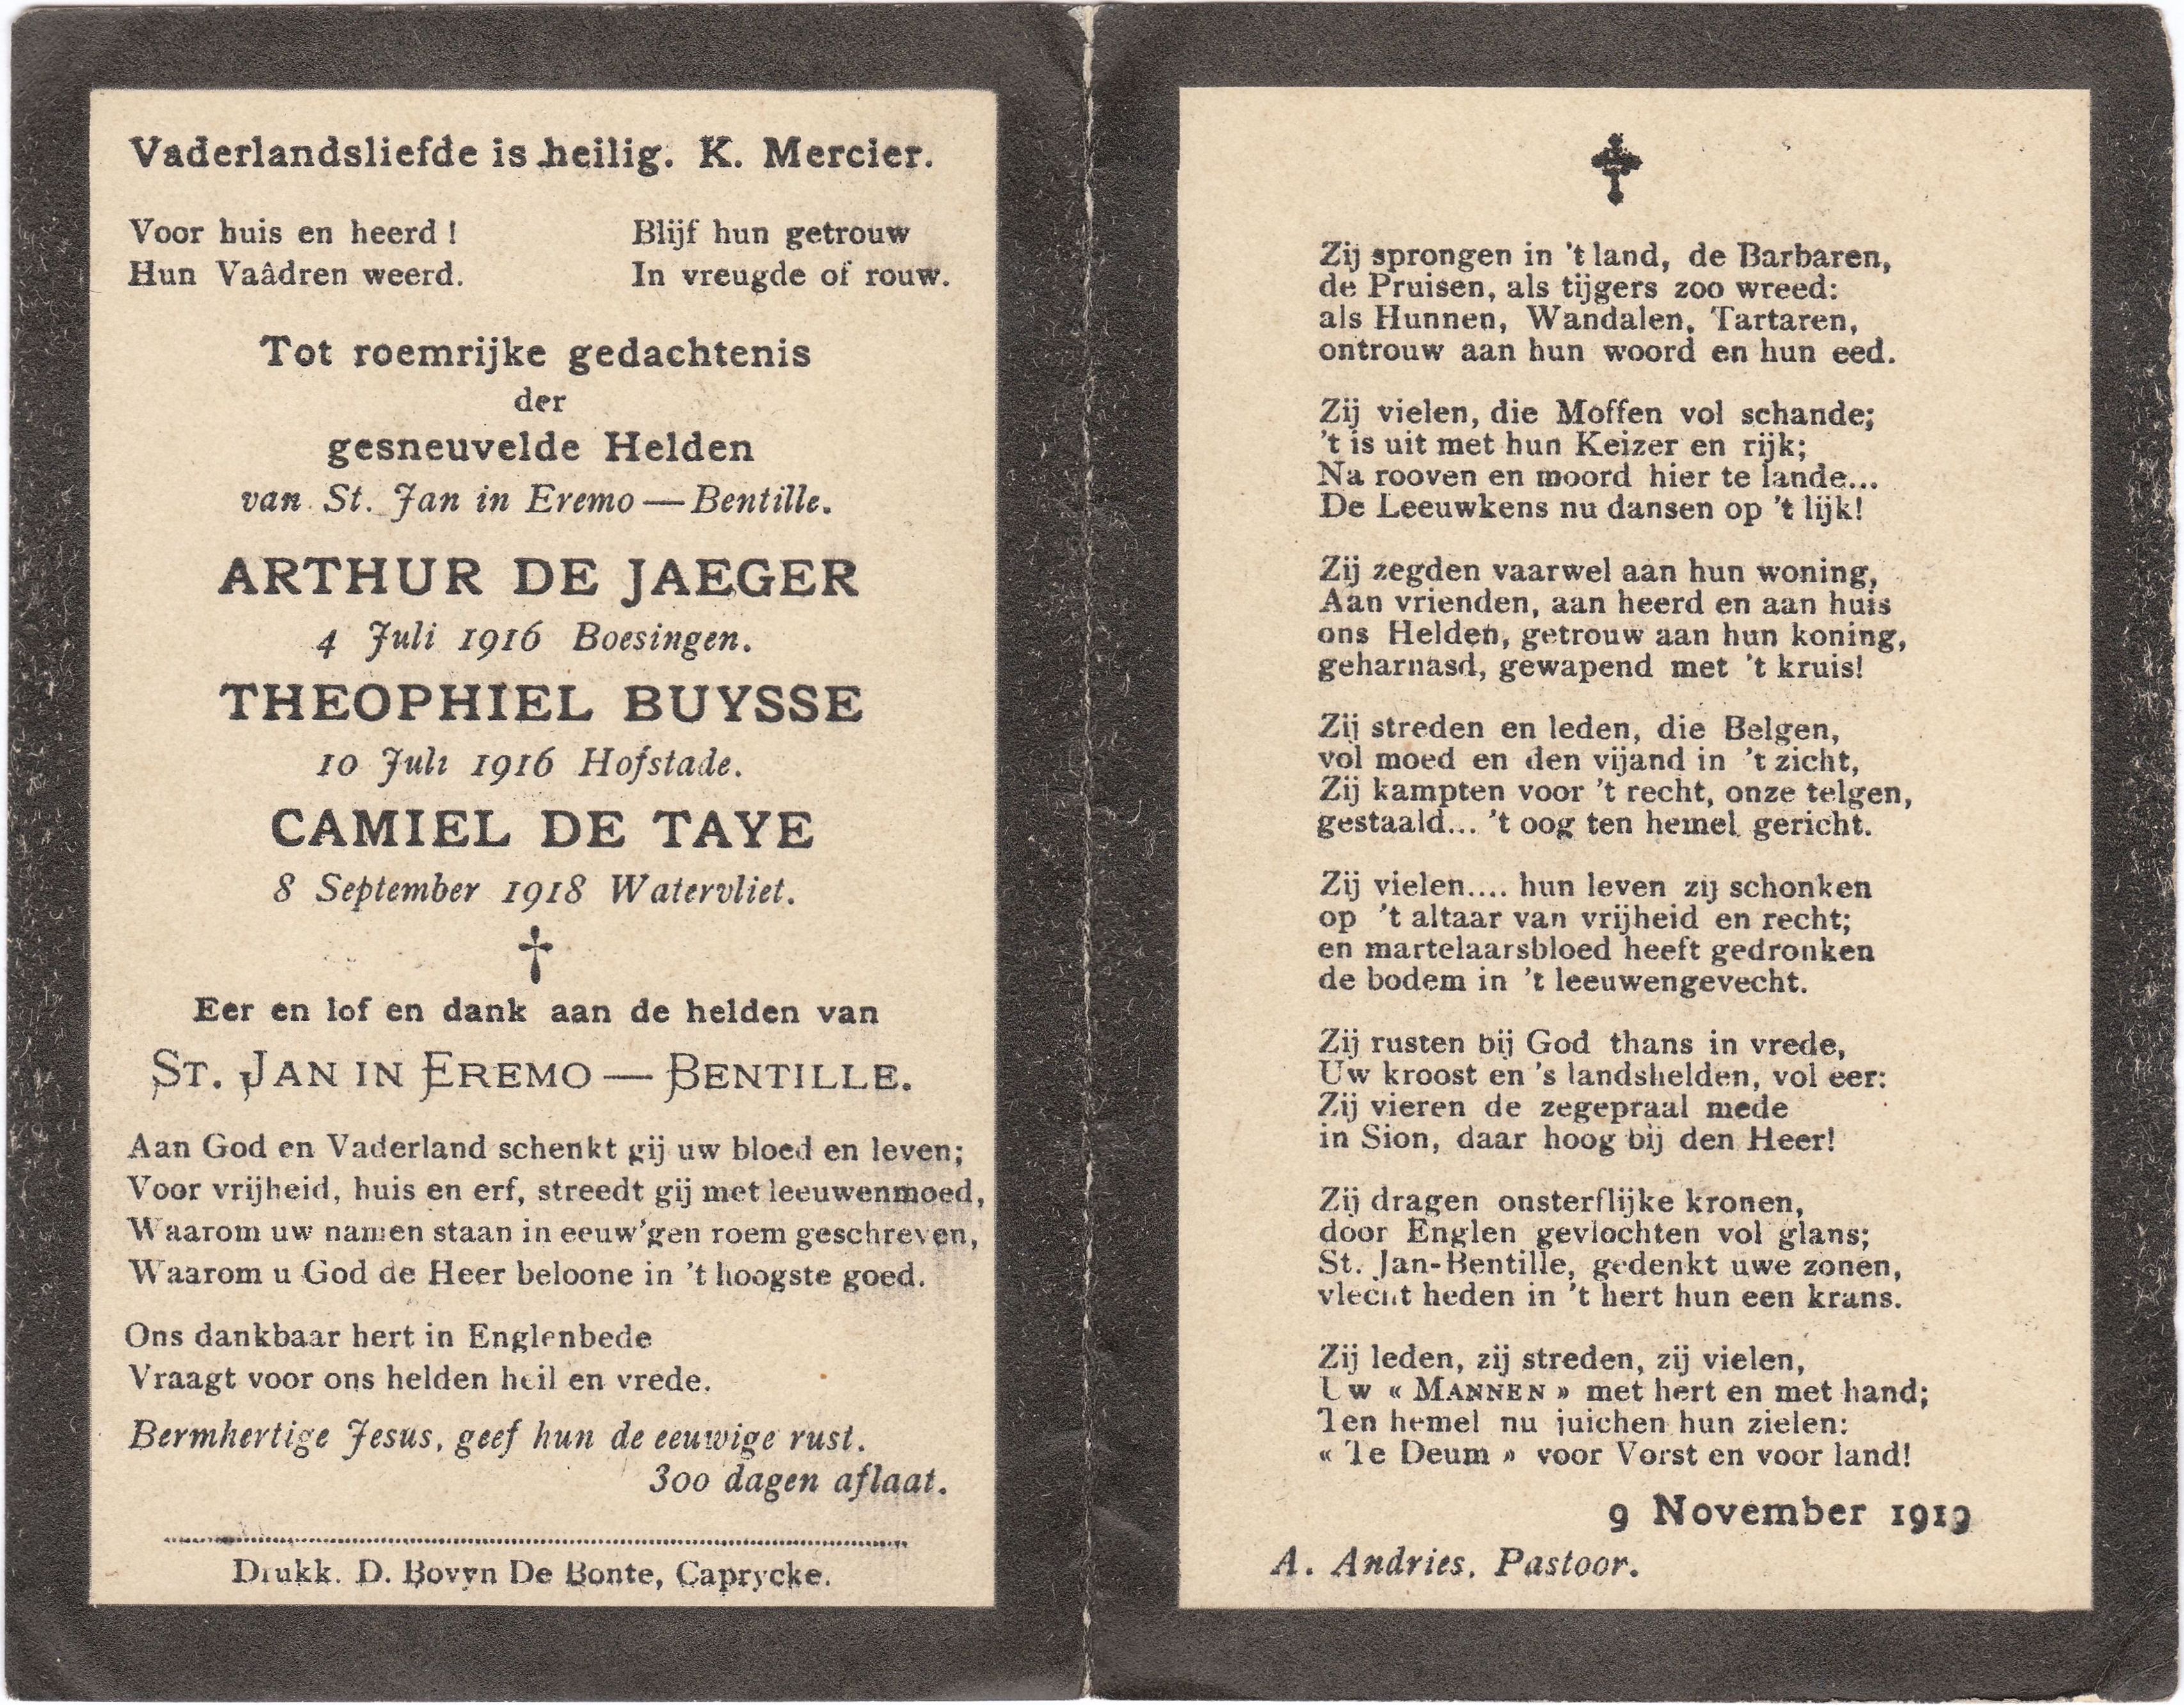 Vaderlandsliefde is heilig. K. Mercier.
Voor huis en heerd !
Hun Vaâdren weerd.
Blijf hun getrouw
In vreugde of rouw.
Tot roemrijke gedachtenis
der
gesneuvelde Helden
van St. Jan in Eremo — Bentille.
ARTHUR DE JAEGER
4 Juli 1916 Boesingen.
THEOPHIEL BUYSSE
10 Juli 1916 Hofstade.
CAMIEL DE TAYE
8 September 1918 Watervliet.
†
Eer en lof en dank aan de helden van
ST. JAN IN EREMO — BENTILLE.
Aan God en Vaderland schenkt gij uw bloed en leven;
Voor vrijheid, huis en erf, streedt gij met leeuwenmoed,
Waarom uw namen staan in eeuw'gen roem geschreven,
Waarom u God de Heer beloone in 't hoogste goed.
Ons dankbaar hert in Englenbede
Vraagt voor ons helden heil en vrede.
Bermhertige Jesus, geef hun de eeuwige rust.
300 dagen aflaat.
Drukk. D. Bovyn De Bonte, Caprycke.
Zij sprongen in 't land, de Barbaren,
de Pruisen, als tijgers zoo wreed:
als Hunnen, Wandalen, Tartaren,
ontrouw aan hun woord en hun eed.
Zij vielen, die Moffen vol schande;
't is uit met hun Keizer en rijk;
Na rooven en moord hier te lande...
De Leeuwkens nu dansen op 't lijk!
Zij zegden vaarwel aan hun woning,
Aan vrienden, aan heerd en aan huis
ons Helden, getrouw aan hun koning,
geharnasd, gewapend met 't kruis!
Zij streden en leden, die Belgen,
vol moed en den vijand in 't zicht,
Zij kampten voor 't recht, onze telgen,
gestaald... 't oog ten hemel gericht.
Zij vielen.... hun leven zij schonken
op 't altaar van vrijheid en recht;
en martelaarsbloed heeft gedronken
de bodem in 't leeuwengevecht.
Zij rusten bij God thans in vrede,
Uw kroost en 's landshelden, vol eer:
Zij vieren de zegepraal mede
in Sion, daar hoog bij den Heer!
Zij dragen onsterflijke kronen,
door Englen gevlochten vol glans;
St. Jan-Bentille, gedenkt uwe zonen,
vlecht heden in 't hert hun een krans.
Zij leden, zij streden, zij vielen,
Uw « MANNEN » met hert en met hand;
Ten hemel nu juichen hun zielen:
« Te Deum » voor Vorst en voor land!
9 November 1919
A. Andries, Pastoor.